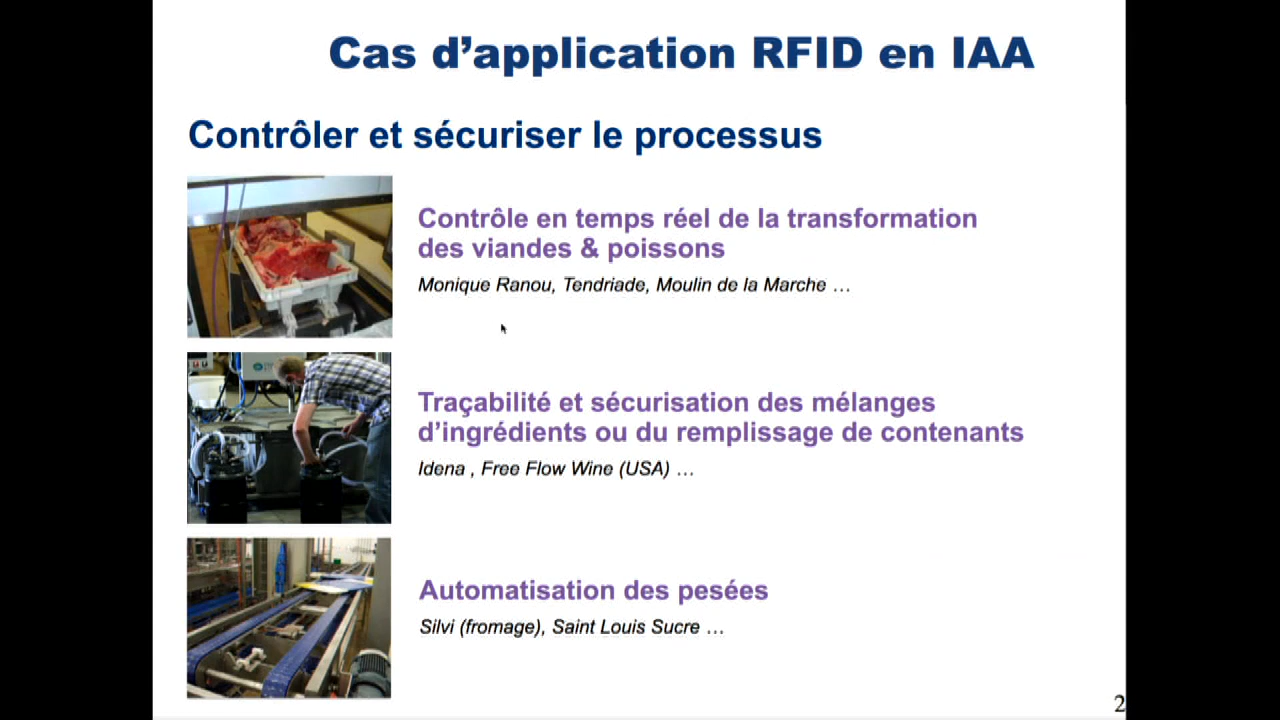 Cas d’application RFID en IAA
Contrôler et sécuriser le processus
Contrôle en temps réel de la transformation
des viandes & poissons
Monique Ranou, Tendriade, Moulin de la Marche …
Traçabilité et sécurisation des mélanges
d’ingrédients ou du remplissage de contenants
Idena , Free Flow Wine (USA) …
Automatisation des pesées
Silvi (fromage), Saint Louis Sucre …
2